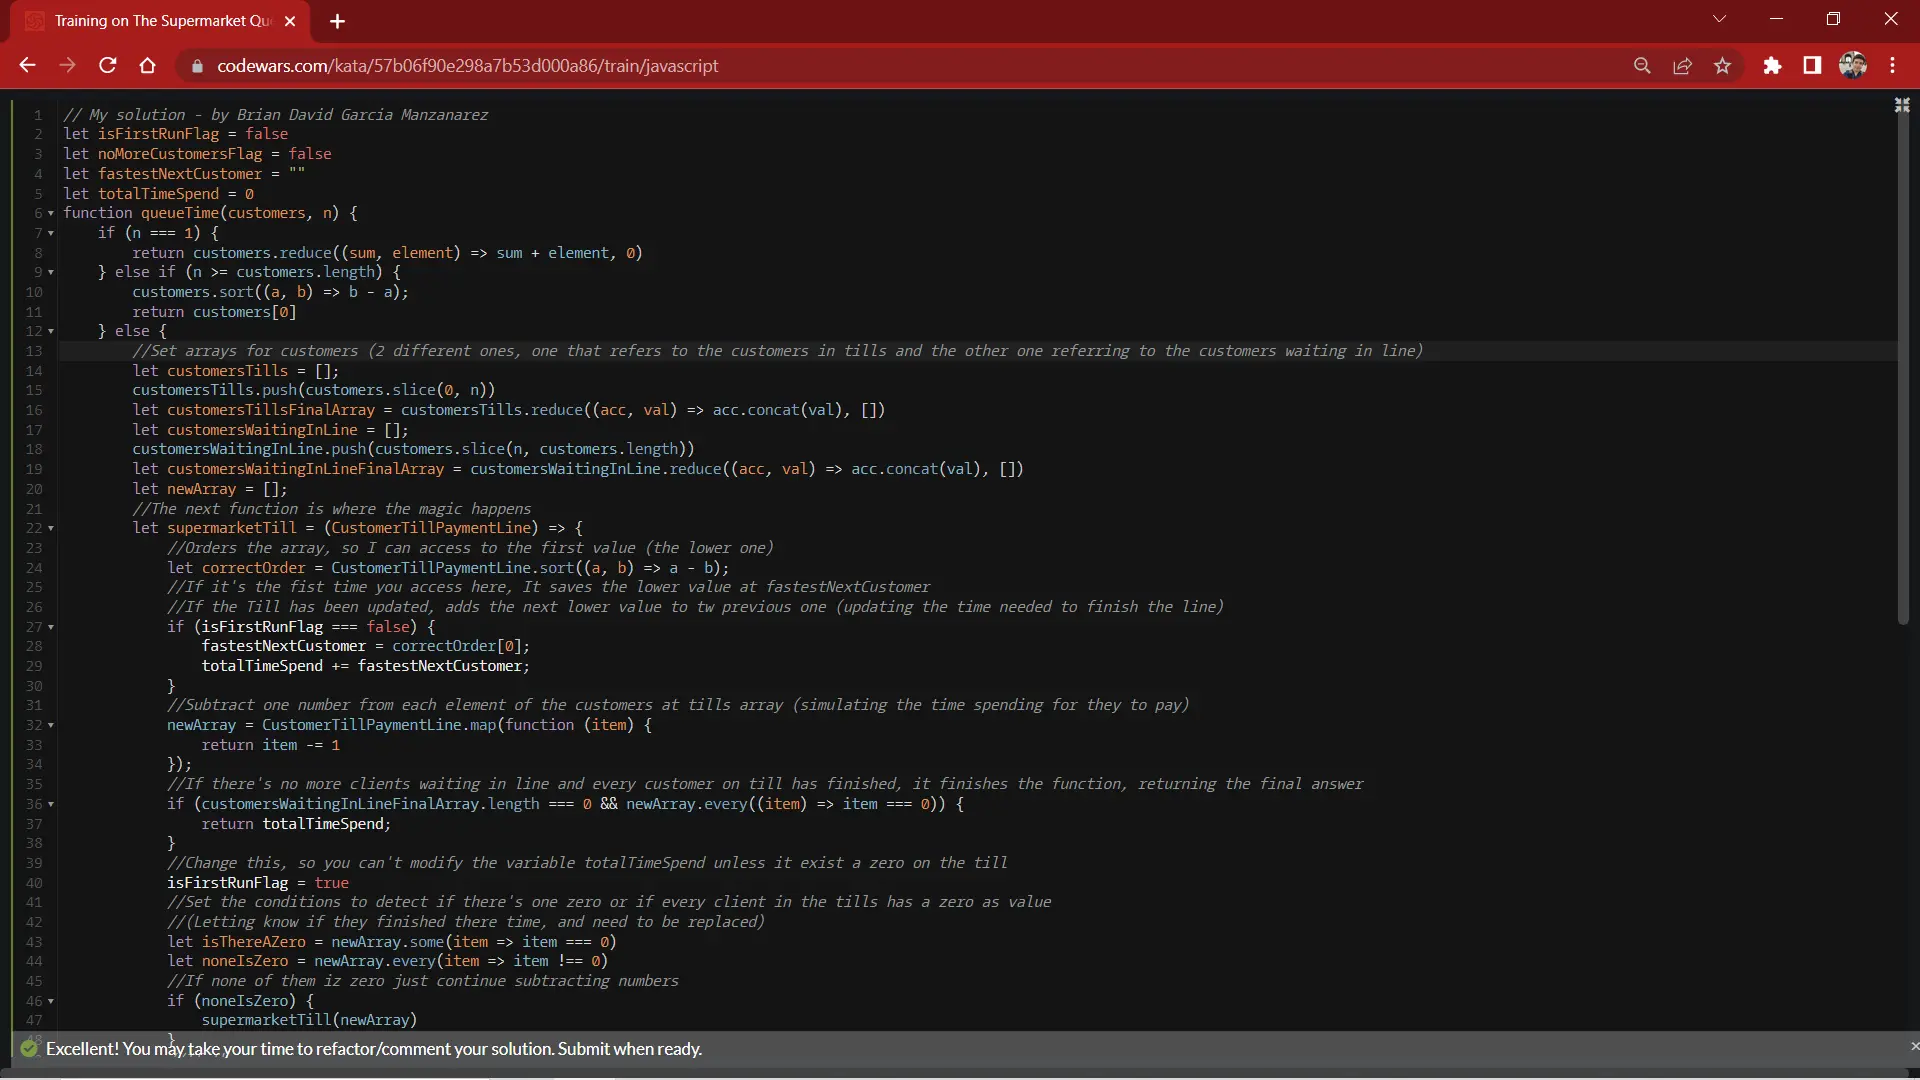 Training on The Supermarket Qu
codewars.com/kata/57b06f90e298a7b53d000a86/train/javascript
1 // My solution - by Brian David Garcia Manzanarez
2 let isFirstRunFlag = false
3 let noMoreCustomersFlag = false
4 let fastestNextCustomer = ""
5 let totalTimeSpend = 0
6 function queueTime(customers, n) {
7 if (n === 1) {
8 return customers.reduce((sum, element) => sum + element, 0)
9 } else if (n >= customers.length) {
10 customers.sort((a, b) => b - a);
11 return customers[0]
12 } else {
13 //Set arrays for customers (2 different ones, one that refers to the customers in tills and the other one referring to the customers waiting in line)
14 let customersTills = [];
15 customersTills.push(customers.slice(0, n))
16 let customersTillsFinalArray = customersTills.reduce((acc, val) => acc.concat(val), [])
17 let customersWaitingInLine = [];
18 customersWaitingInLine.push(customers.slice(n, customers.length))
19 let customersWaitingInLineFinalArray = customersWaitingInLine.reduce((acc, val) => acc.concat(val), [])
20 let newArray = [];
21 //The next function is where the magic happens
22 let supermarketTill = (CustomerTillPaymentLine) => {
23 //Orders the array, so I can access to the first value (the lower one)
24 let correctOrder = CustomerTillPaymentLine.sort((a, b) => a - b);
25 //If it's the fist time you access here, It saves the lower value at fastestNextCustomer
26 //If the Till has been updated, adds the next lower value to tw previous one (updating the time needed to finish the line)
27 if (isFirstRunFlag === false) {
28 fastestNextCustomer = correctOrder[0];
29 totalTimeSpend += fastestNextCustomer;
30 }
31 //Subtract one number from each element of the customers at tills array (simulating the time spending for they to pay)
32 newArray = CustomerTillPaymentLine.map(function (item) {
33 return item -= 1
34 });
35 //If there's no more clients waiting in line and every customer on till has finished, it finishes the function, returning the final answer
36 if (customersWaitingInLineFinalArray.length === 0 && newArray.every((item) => item === 0)) {
37 return totalTimeSpend;
38 }
39 //Change this, so you can't modify the variable totalTimeSpend unless it exist a zero on the till
40 isFirstRunFlag = true
41 //Set the conditions to detect if there's one zero or if every client in the tills has a zero as value
42 //(Letting know if they finished there time, and need to be replaced)
43 let isThereAZero = newArray.some(item => item === 0)
44 let noneIsZero = newArray.every(item => item !== 0)
45 //If none of them iz zero just continue subtracting numbers
46 if (noneIsZero) {
47 supermarketTill(newArray)
48 }
Excellent! You may take your time to refactor/comment your solution. Submit when ready.